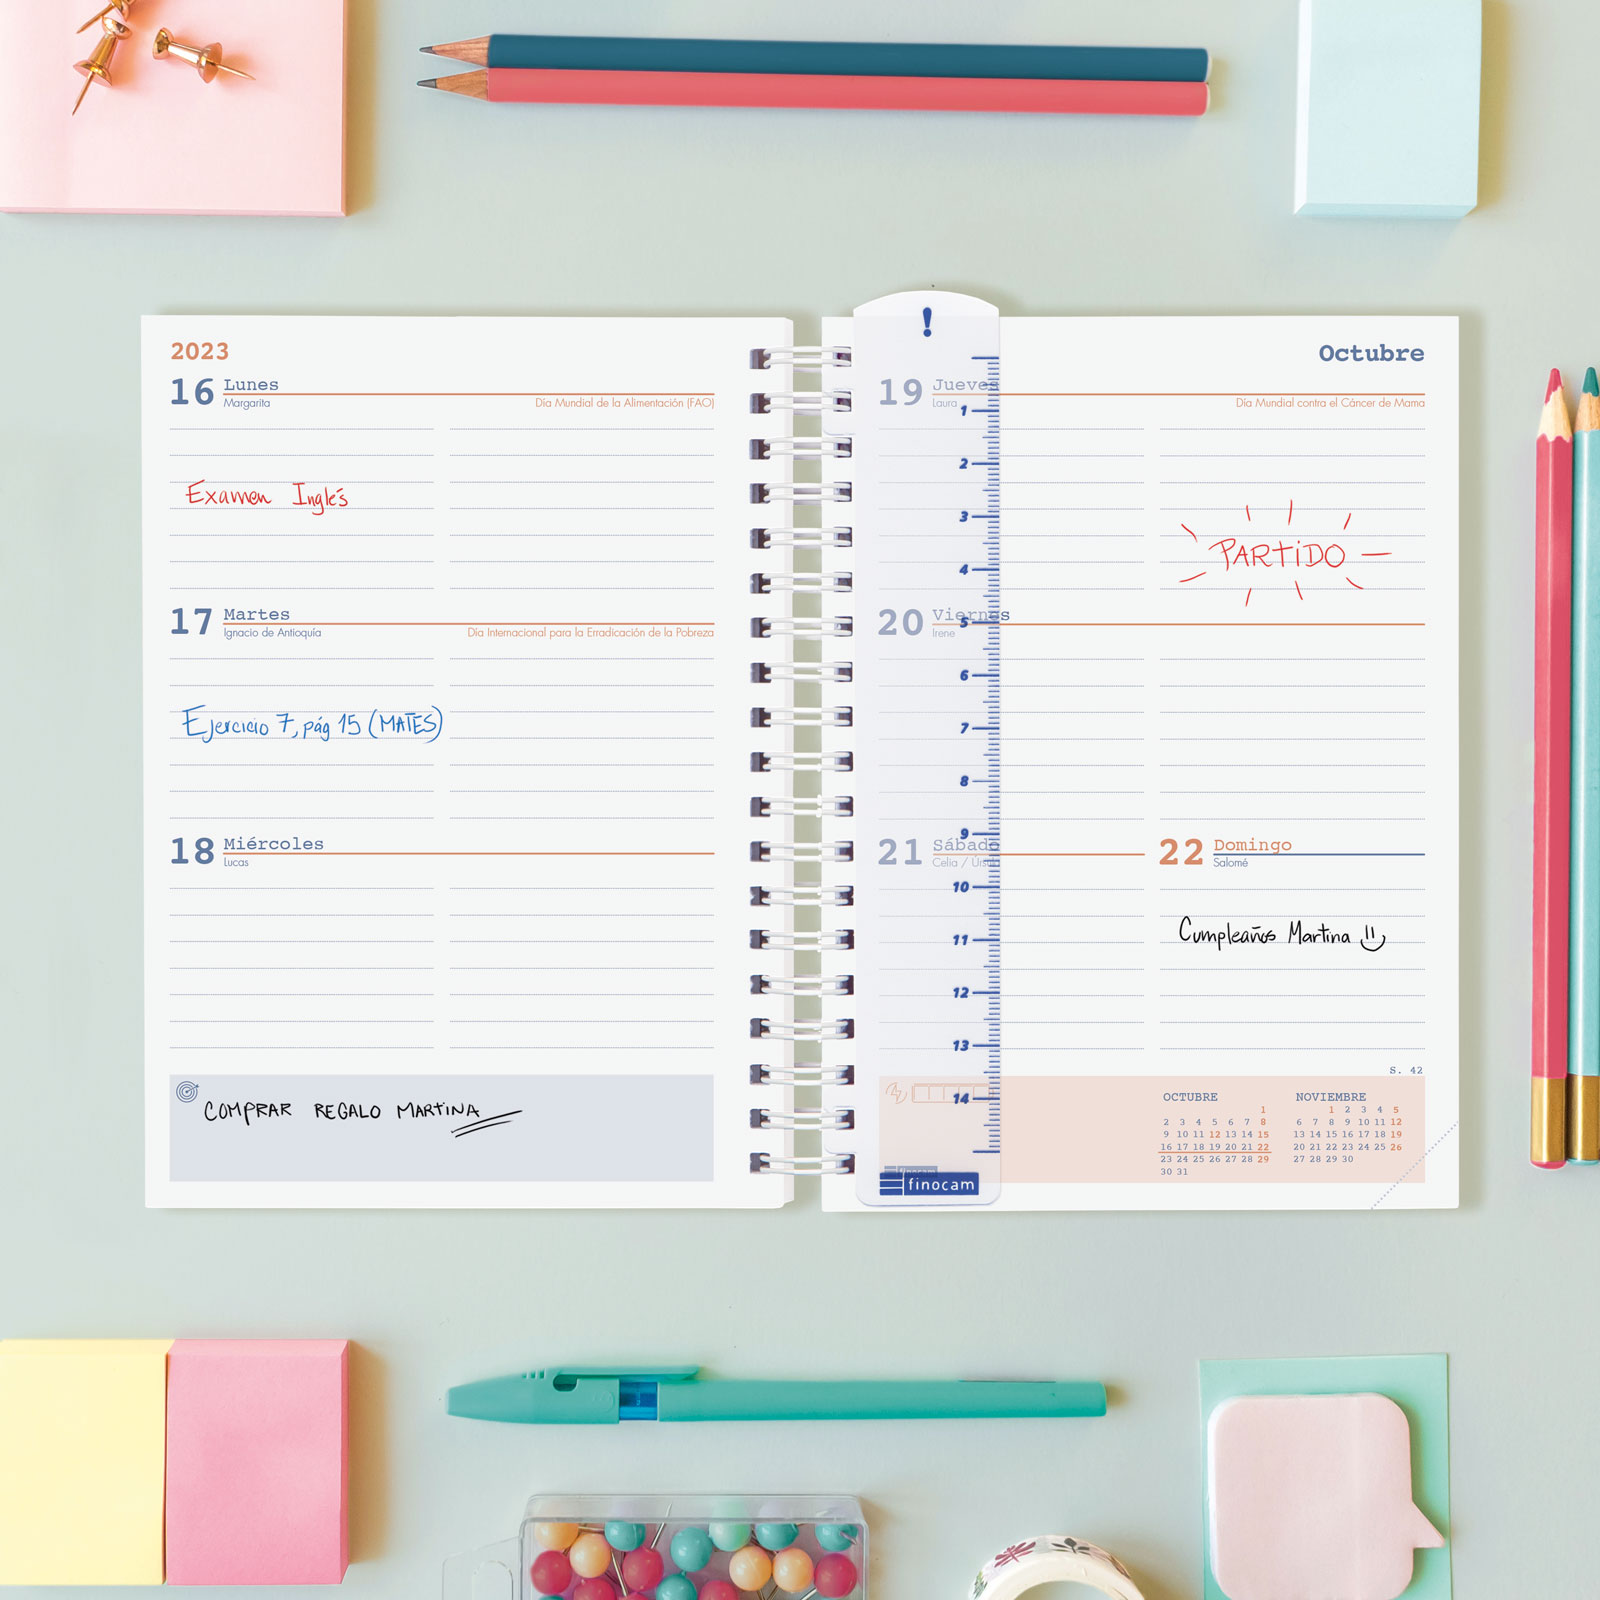 2023
16 Lunes
Margarita Día Mundial de la Alimentación (FAO)
Examen Inglés
17 Martes
Ignacio de Antioquía Día Internacional para la Erradicación de la Pobreza
Ejercicio 7, pág 15 (MATES)
18 Miércoles
Lucas
COMPRAR REGALO MARTINA
Octubre
19 Jueves
Laura Día Mundial contra el Cáncer de Mama
PARTIDO
20 Viernes
Irene
21 Sábado
Celia / Úrsula
22 Domingo
Salomé
Cumpleaños Martina
S. 42
OCTUBRE
1
2 3 4 5 6 7 8
9 10 11 12 13 14 15
16 17 18 19 20 21 22
23 24 25 26 27 28 29
30 31
NOVIEMBRE
1 2 3 4 5
6 7 8 9 10 11 12
13 14 15 16 17 18 19
20 21 22 23 24 25 26
27 28 29 30
!
1
2
3
4
5
6
7
8
9
10
11
12
13
14
finocam
finocam